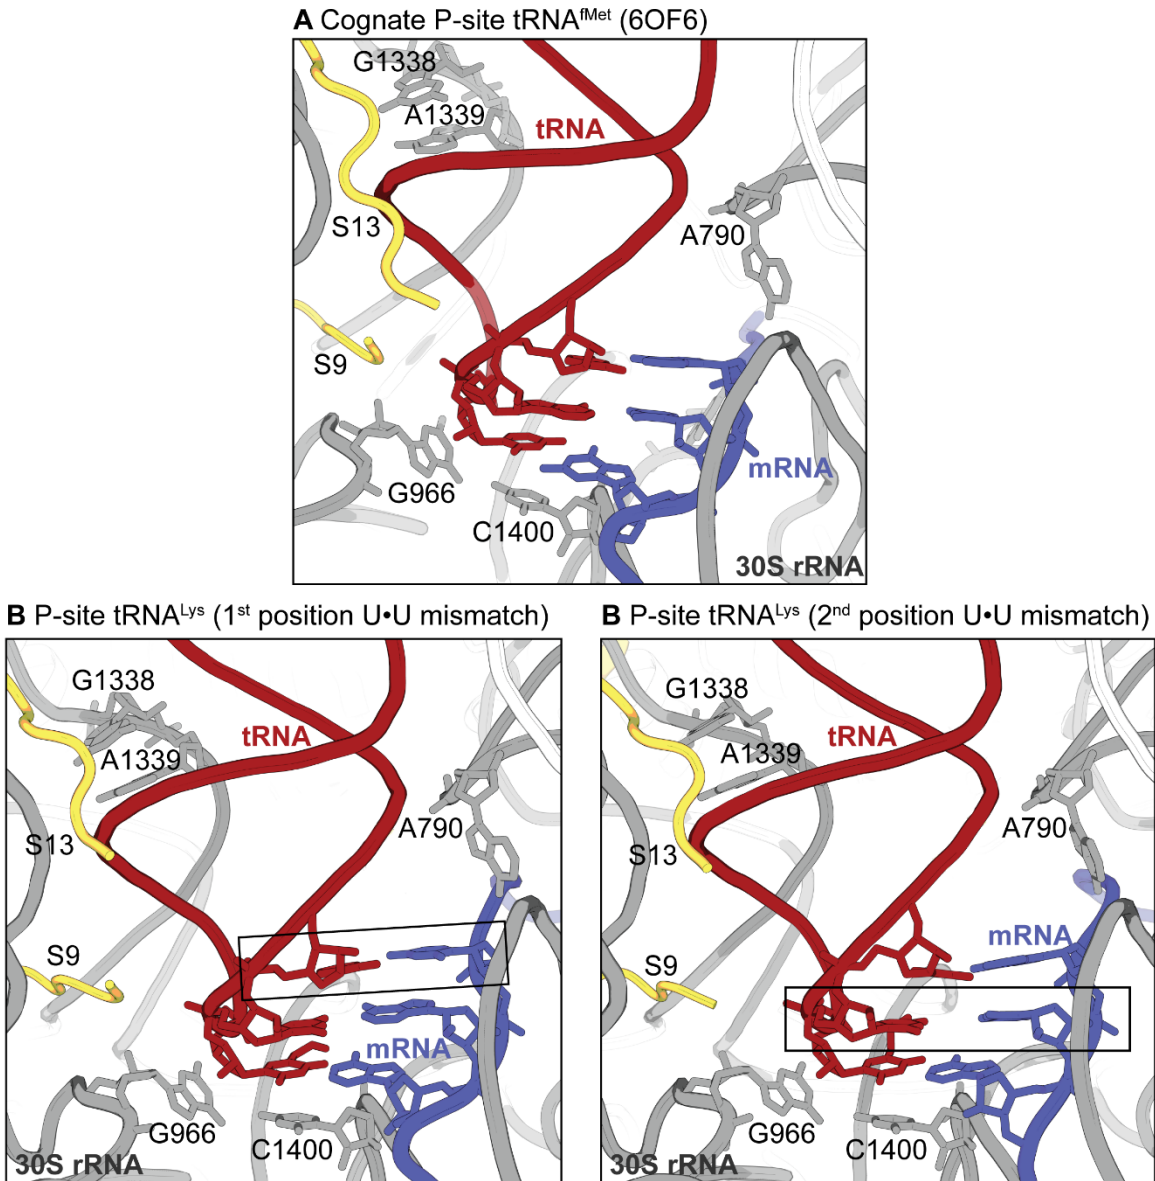 A Cognate P-site tRNAᶠᴹᵉᵗ (6OF6)
G1338
A1339
tRNA
A790
S13
S9
mRNA
G966
C1400
30S rRNA
B P-site tRNAᴸʸˢ (1ˢᵗ position U•U mismatch)
G1338
tRNA
A1339
A790
S13
S9
mRNA
G966
C1400
30S rRNA
B P-site tRNAᴸʸˢ (2ⁿᵈ position U•U mismatch)
G1338
tRNA
A1339
A790
S13
mRNA
S9
G966
C1400
30S rRNA